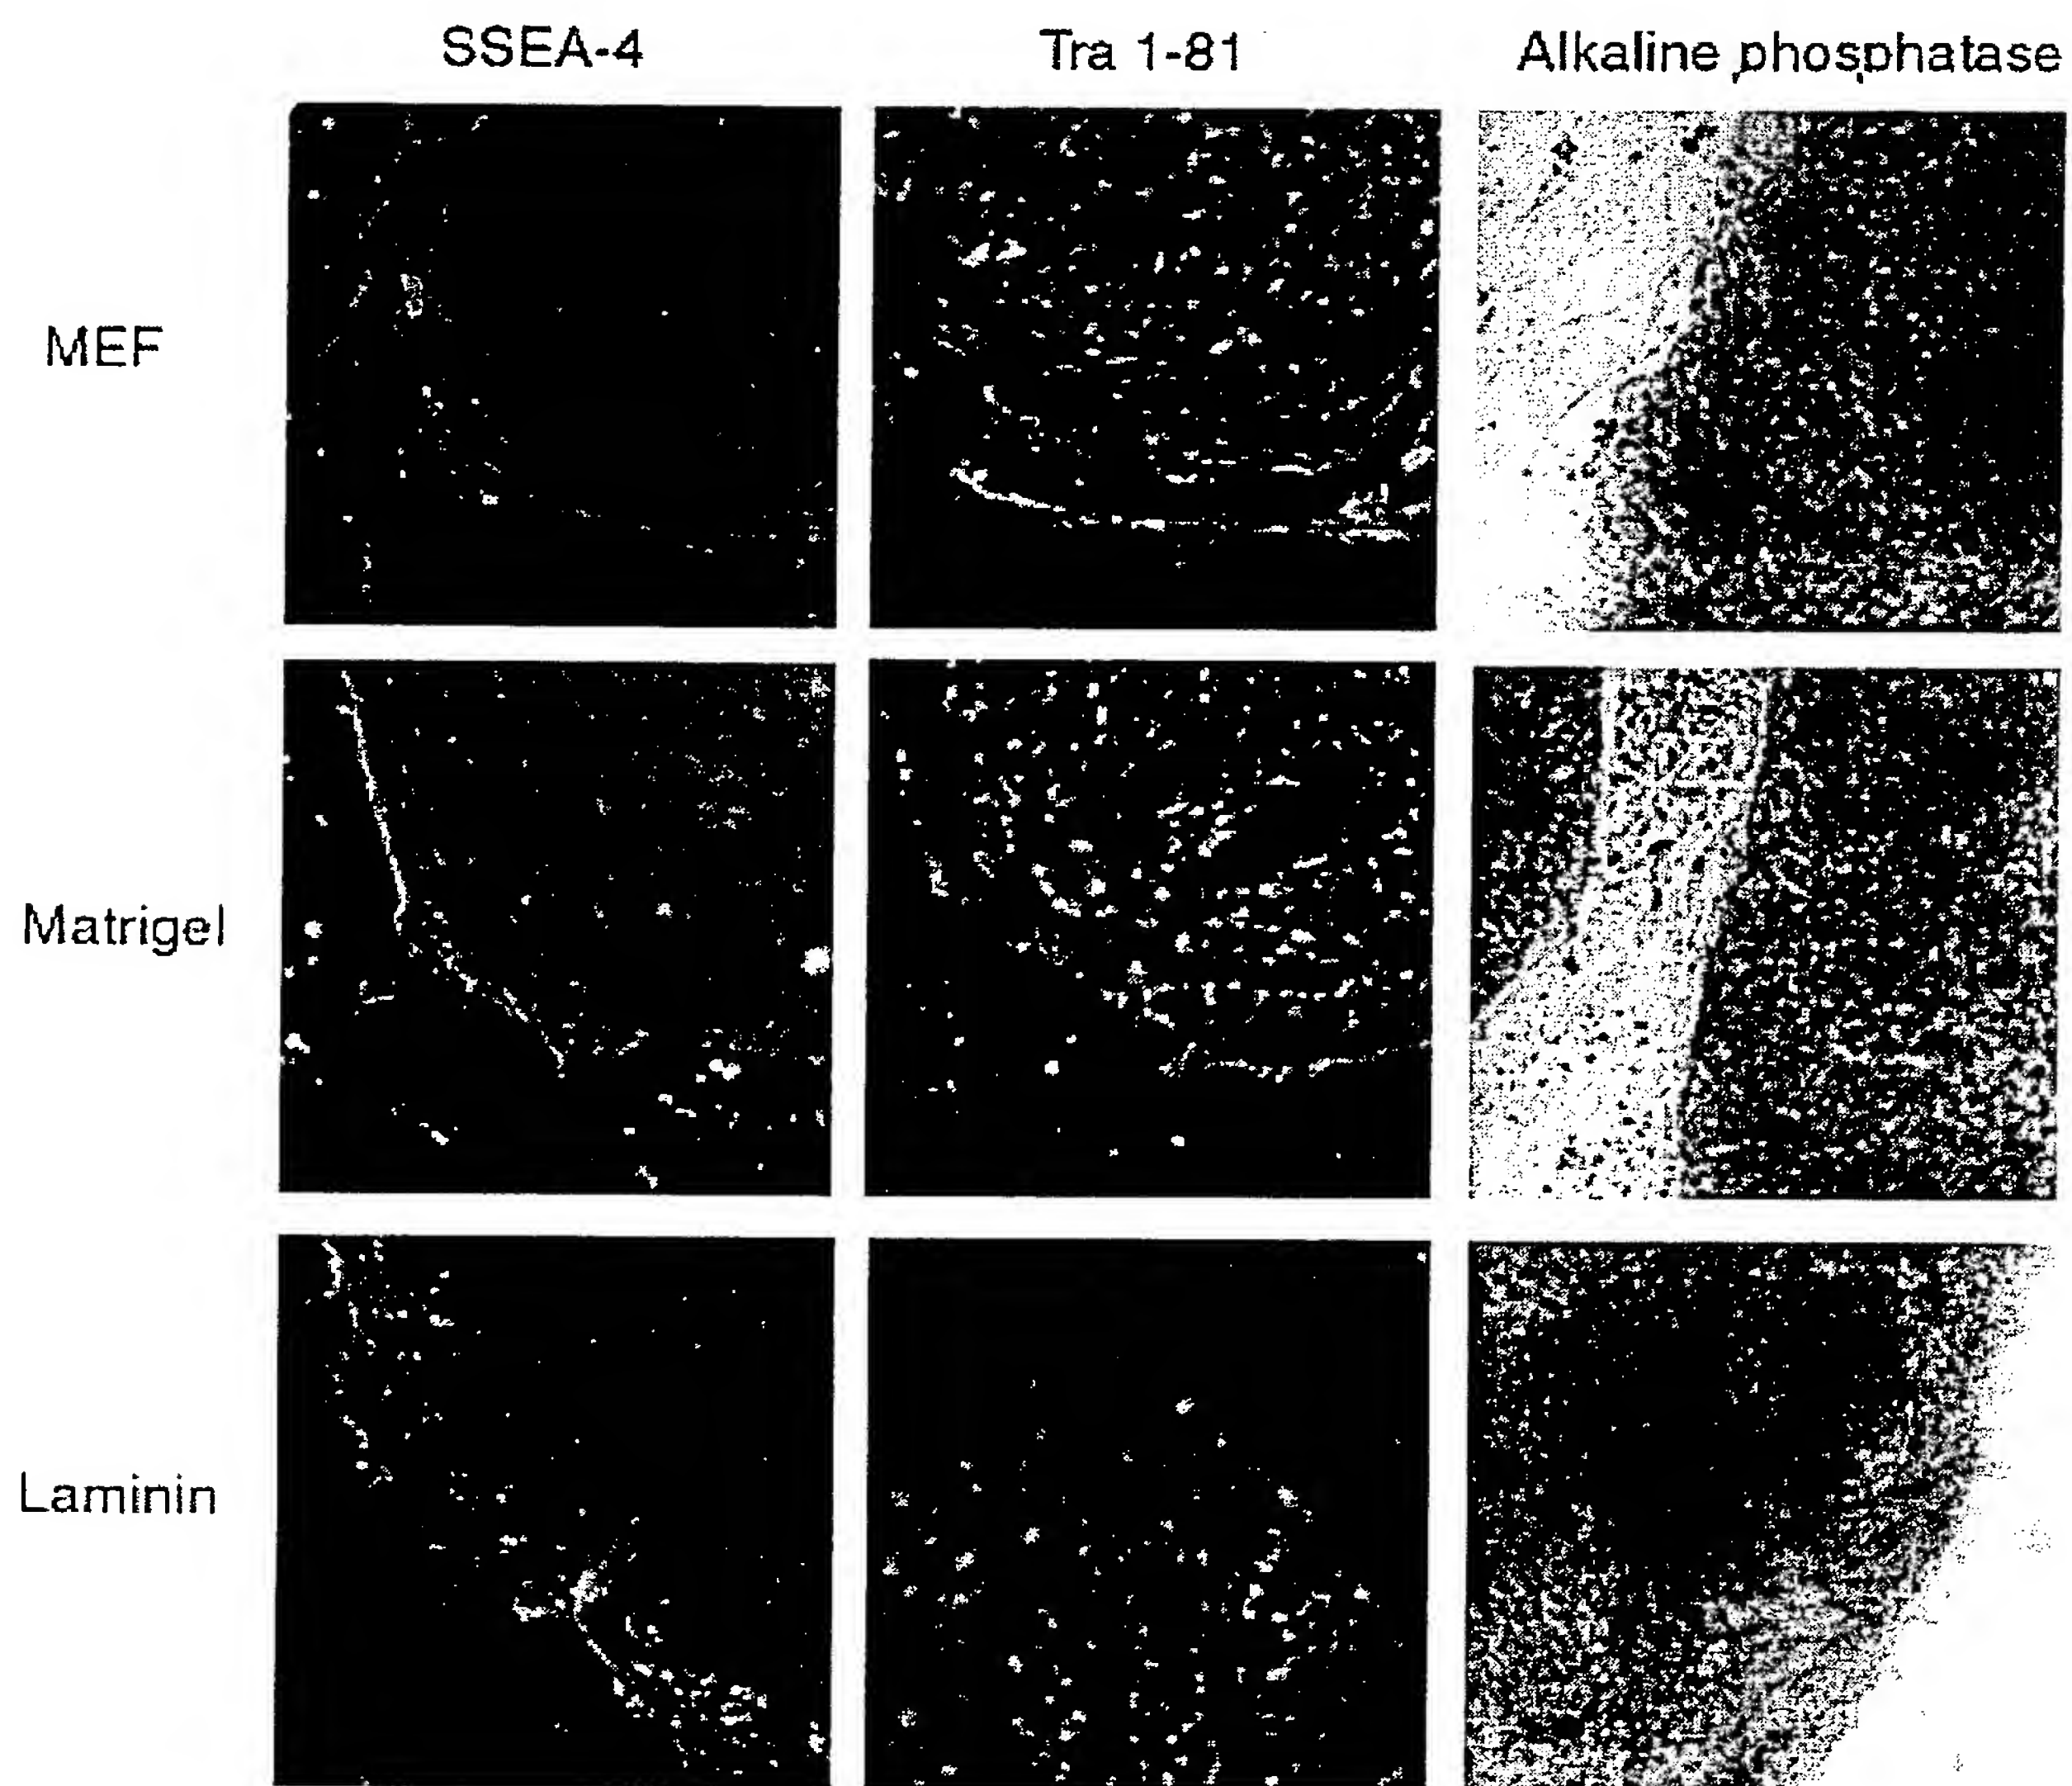 SSEA-4
Tra 1-81
Alkaline phosphatase
MEF
Matrigel
Laminin